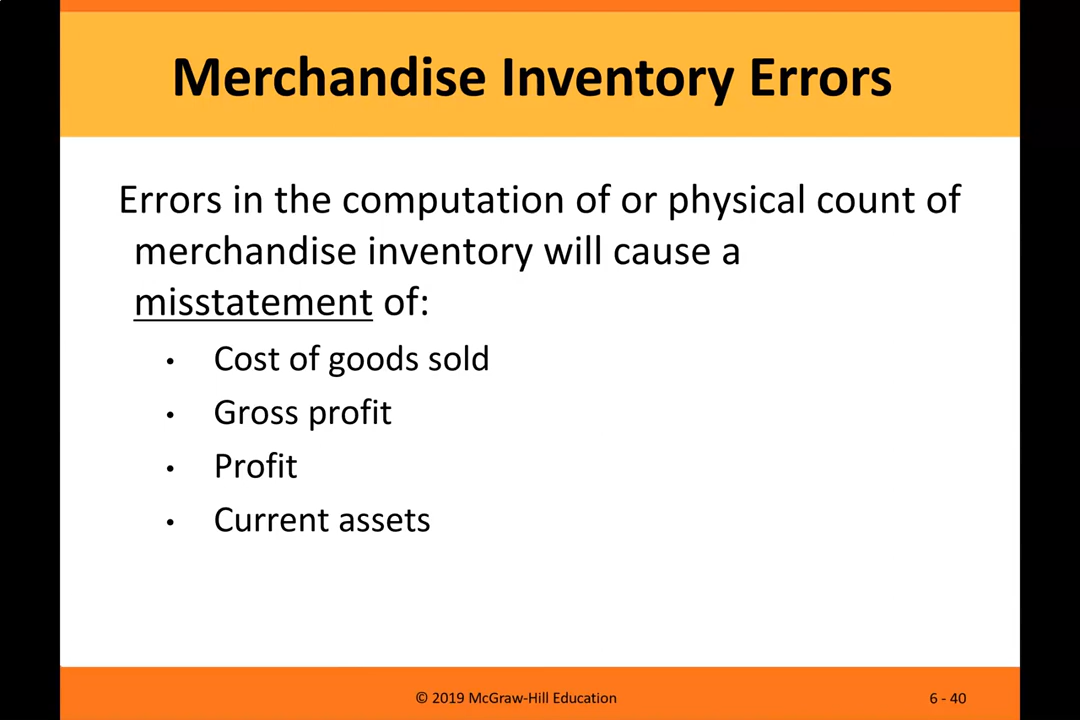 Merchandise Inventory Errors
Errors in the computation of or physical count of
merchandise inventory will cause a
misstatement of:
• Cost of goods sold
• Gross profit
• Profit
• Current assets
© 2019 McGraw-Hill Education
6 - 40